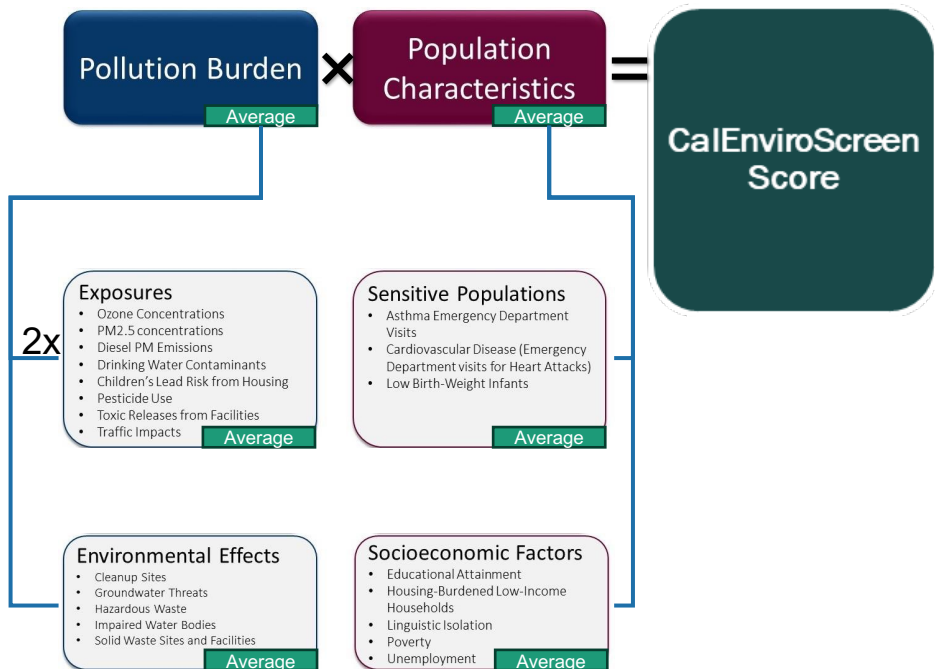 Pollution Burden
Average
×
Population
Characteristics
Average
=
CalEnviroScreen
Score
2x
Exposures
• Ozone Concentrations
• PM2.5 concentrations
• Diesel PM Emissions
• Drinking Water Contaminants
• Children's Lead Risk from Housing
• Pesticide Use
• Toxic Releases from Facilities
• Traffic Impacts
Average
Sensitive Populations
• Asthma Emergency Department
Visits
• Cardiovascular Disease (Emergency
Department visits for Heart Attacks)
• Low Birth-Weight Infants
Average
Environmental Effects
• Cleanup Sites
• Groundwater Threats
• Hazardous Waste
• Impaired Water Bodies
• Solid Waste Sites and Facilities
Average
Socioeconomic Factors
• Educational Attainment
• Housing-Burdened Low-Income
Households
• Linguistic Isolation
• Poverty
• Unemployment
Average